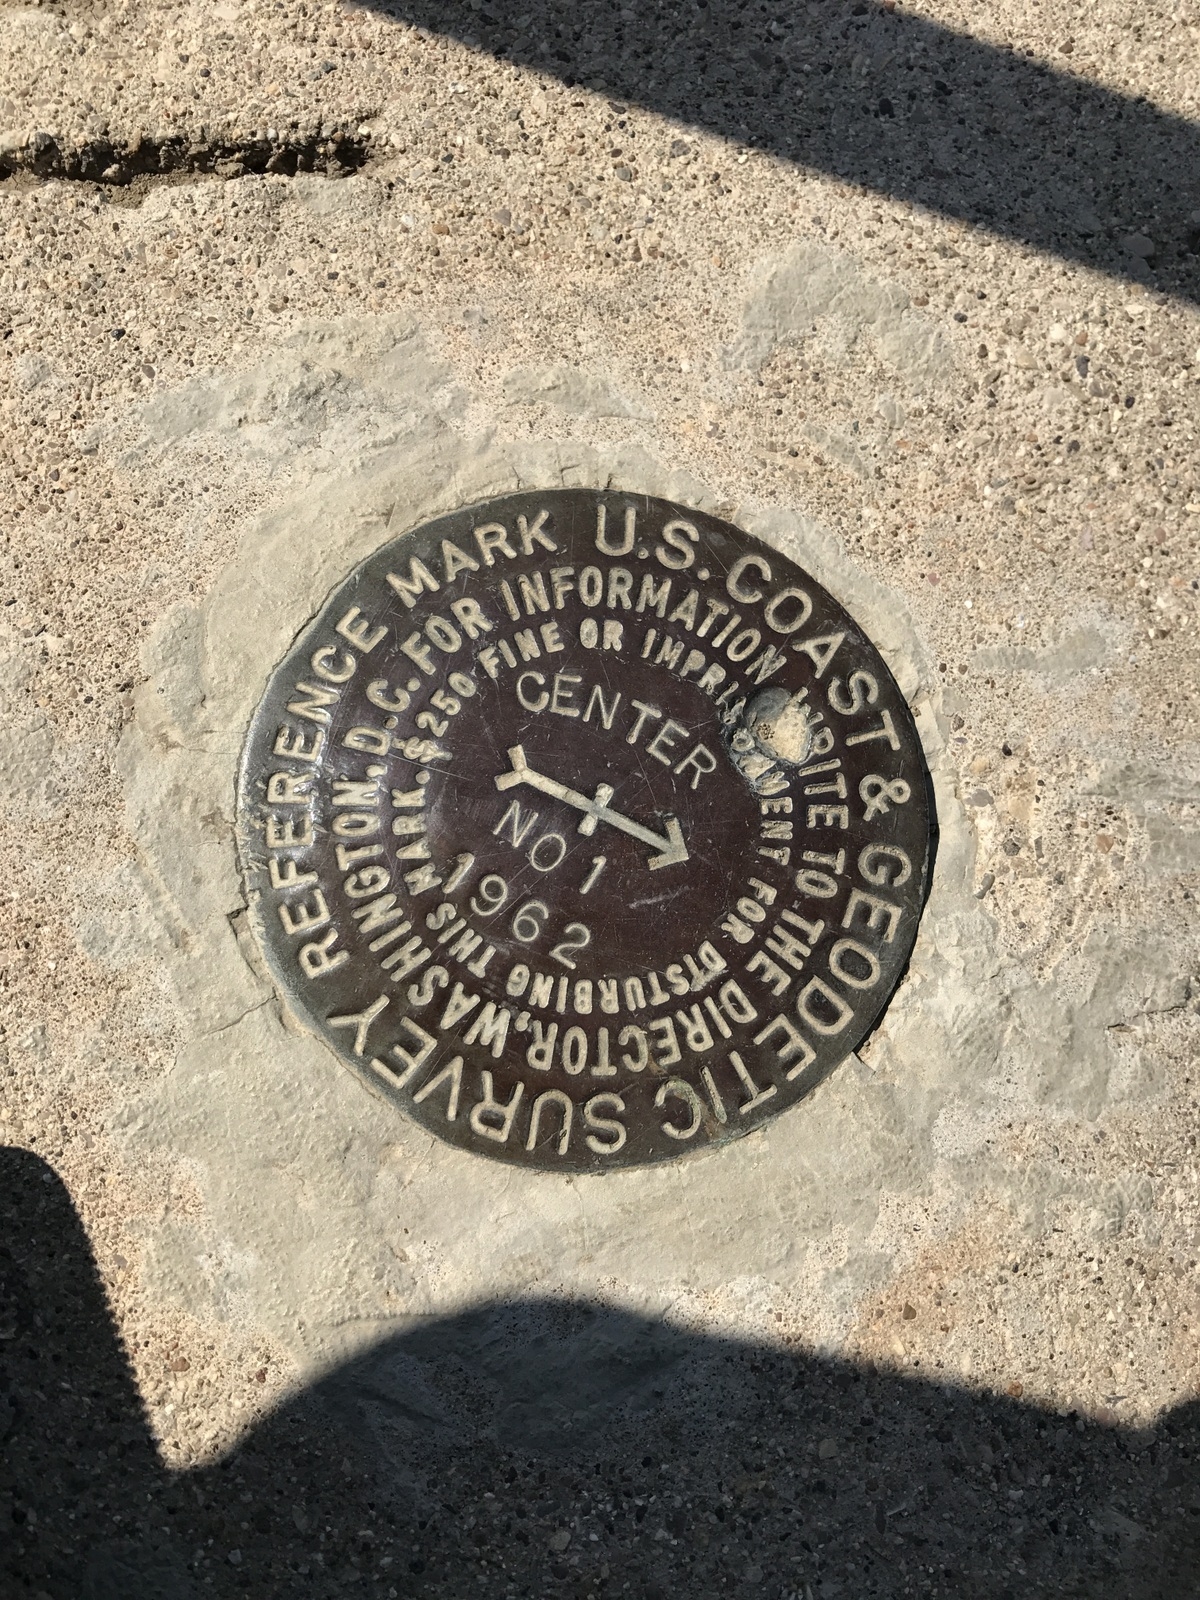 U.S. COAST & GEODETIC SURVEY REFERENCE MARK
FOR INFORMATION WRITE TO THE DIRECTOR, WASHINGTON, D.C.
$250 FINE OR IMPRISONMENT FOR DISTURBING THIS MARK.
CENTER
NO 1
1962